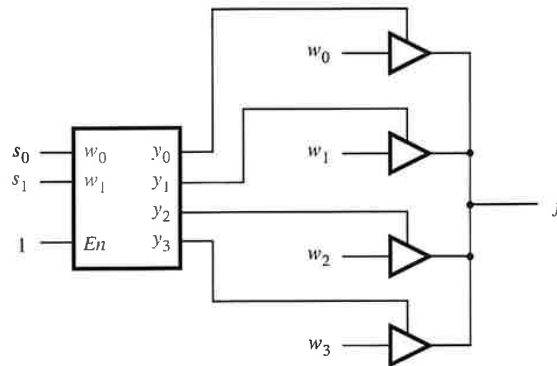 w₀
s₀ w₀ y₀
w₁
s₁ w₁ y₁
y₂
1 En y₃
w₂
w₃